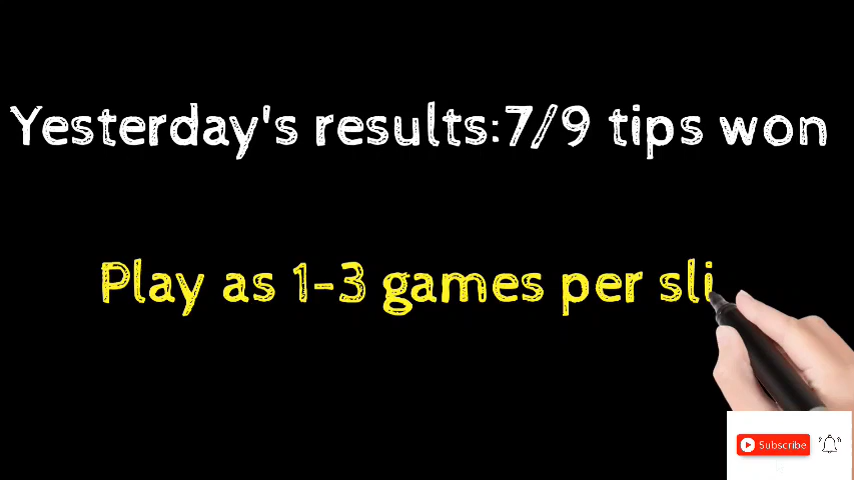 Yesterday's results:7/9 tips won
Play as 1-3 games per sli
Subscribe